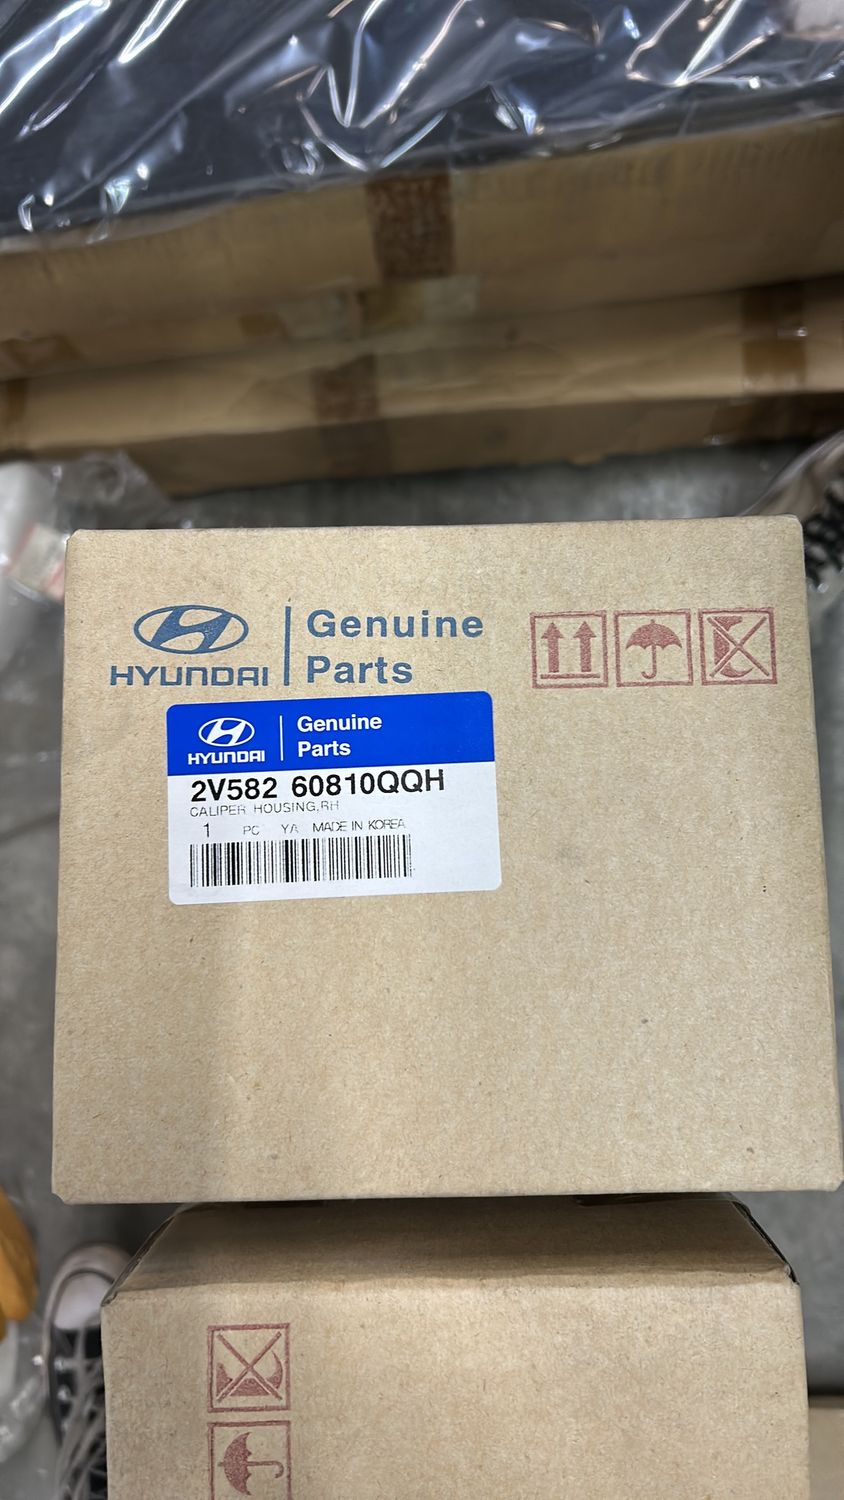 HYUNDAI
Genuine
Parts
HYUNDAI
Genuine
Parts
2V582 60810QQH
CALIPER HOUSING,RH
1 PC YA MADE IN KOREA